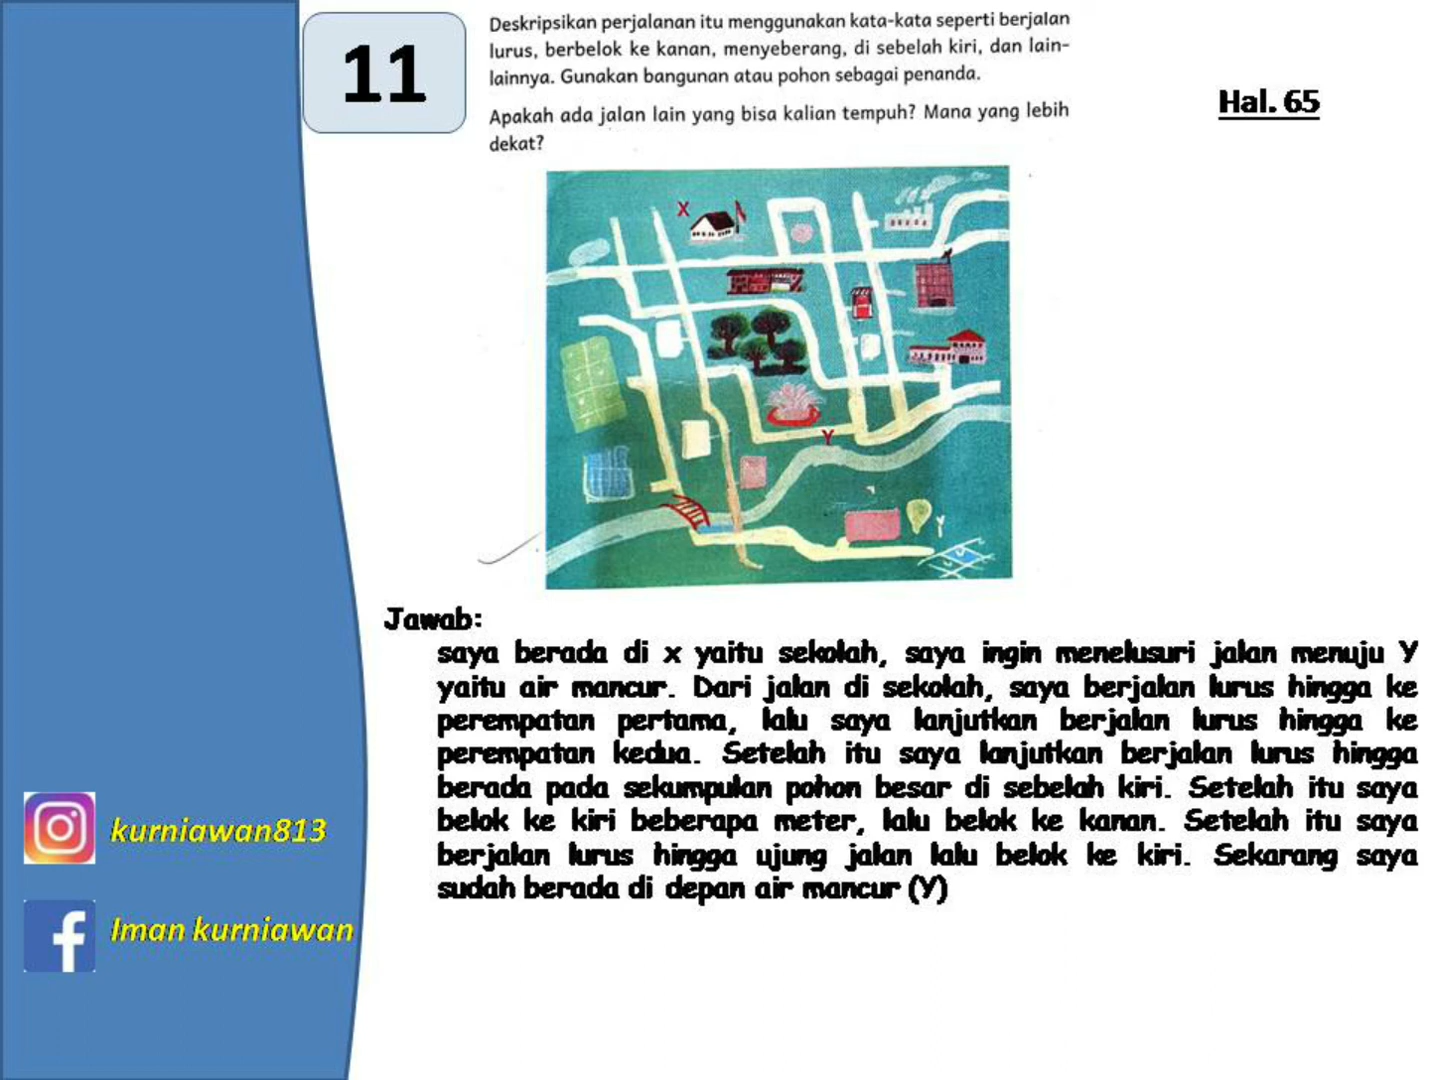 11
Deskripsikan perjalanan itu menggunakan kata-kata seperti berjalan
lurus, berbelok ke kanan, menyeberang, di sebelah kiri, dan lain-
lainnya. Gunakan bangunan atau pohon sebagai penanda.
Apakah ada jalan lain yang bisa kalian tempuh? Mana yang lebih
dekat?
Hal. 65
X
Y
Jawab:
saya berada di x yaitu sekolah, saya ingin menelusuri jalan menuju Y
yaitu air mancur. Dari jalan di sekolah, saya berjalan lurus hingga ke
perempatan pertama, lalu saya lanjutkan berjalan lurus hingga ke
perempatan kedua. Setelah itu saya lanjutkan berjalan lurus hingga
berada pada sekumpulan pohon besar di sebelah kiri. Setelah itu saya
belok ke kiri beberapa meter, lalu belok ke kanan. Setelah itu saya
berjalan lurus hingga ujung jalan lalu belok ke kiri. Sekarang saya
sudah berada di depan air mancur (Y)
kurniawan813
Iman kurniawan